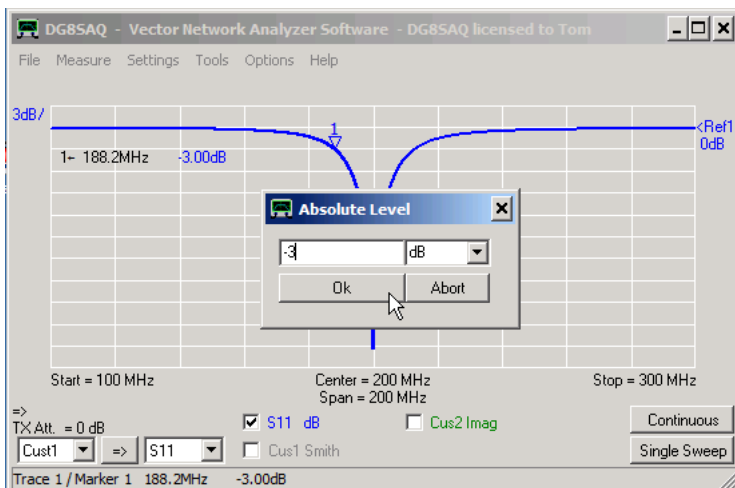 DG8SAQ - Vector Network Analyzer Software - DG8SAQ licensed to Tom
File Measure Settings Tools Options Help
3dB/
1
<Ref1
0dB
1- 188.2MHz -3.00dB
Absolute Level
-3 dB
Ok Abort
Start = 100 MHz Center = 200 MHz Stop = 300 MHz
Span = 200 MHz
=>
TX Att. = 0 dB
S11 dB Cus2 Imag Continuous
Cust1 => S11 Cus1 Smith Single Sweep
Trace 1 / Marker 1 188.2MHz -3.00dB